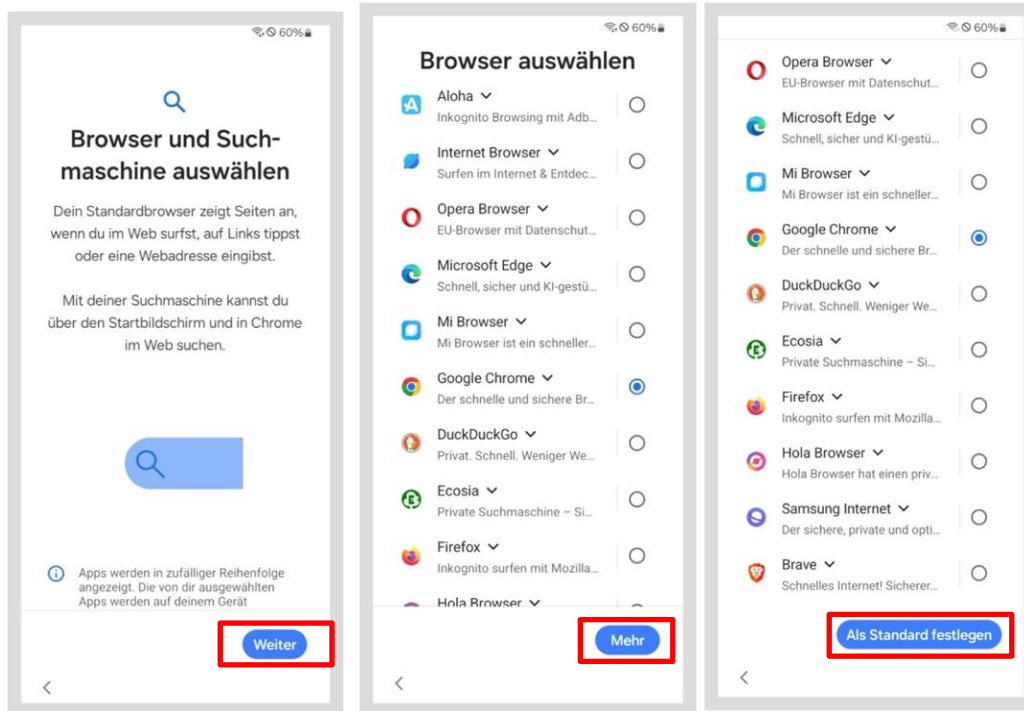 60%
Browser und Such-
maschine auswählen
Dein Standardbrowser zeigt Seiten an,
wenn du im Web surfst, auf Links tippst
oder eine Webadresse eingibst.
Mit deiner Suchmaschine kannst du
über den Startbildschirm und in Chrome
im Web suchen.
Apps werden in zufälliger Reihenfolge
angezeigt. Die von dir ausgewählten
Apps werden auf deinem Gerät
Weiter
60%
Browser auswählen
Aloha
Inkognito Browsing mit Adb...
Internet Browser
Surfen im Internet & Entdec...
Opera Browser
EU-Browser mit Datenschut...
Microsoft Edge
Schnell, sicher und KI-gestü...
Mi Browser
Mi Browser ist ein schneller...
Google Chrome
Der schnelle und sichere Br...
DuckDuckGo
Privat. Schnell. Weniger We...
Ecosia
Private Suchmaschine – Si...
Firefox
Inkognito surfen mit Mozilla...
Hola Browser
Mehr
60%
Opera Browser
EU-Browser mit Datenschut...
Microsoft Edge
Schnell, sicher und KI-gestü...
Mi Browser
Mi Browser ist ein schneller...
Google Chrome
Der schnelle und sichere Br...
DuckDuckGo
Privat. Schnell. Weniger We...
Ecosia
Private Suchmaschine – Si...
Firefox
Inkognito surfen mit Mozilla...
Hola Browser
Hola Browser hat einen priv...
Samsung Internet
Der sichere, private und opti...
Brave
Schnelles Internet! Sicherer...
Als Standard festlegen